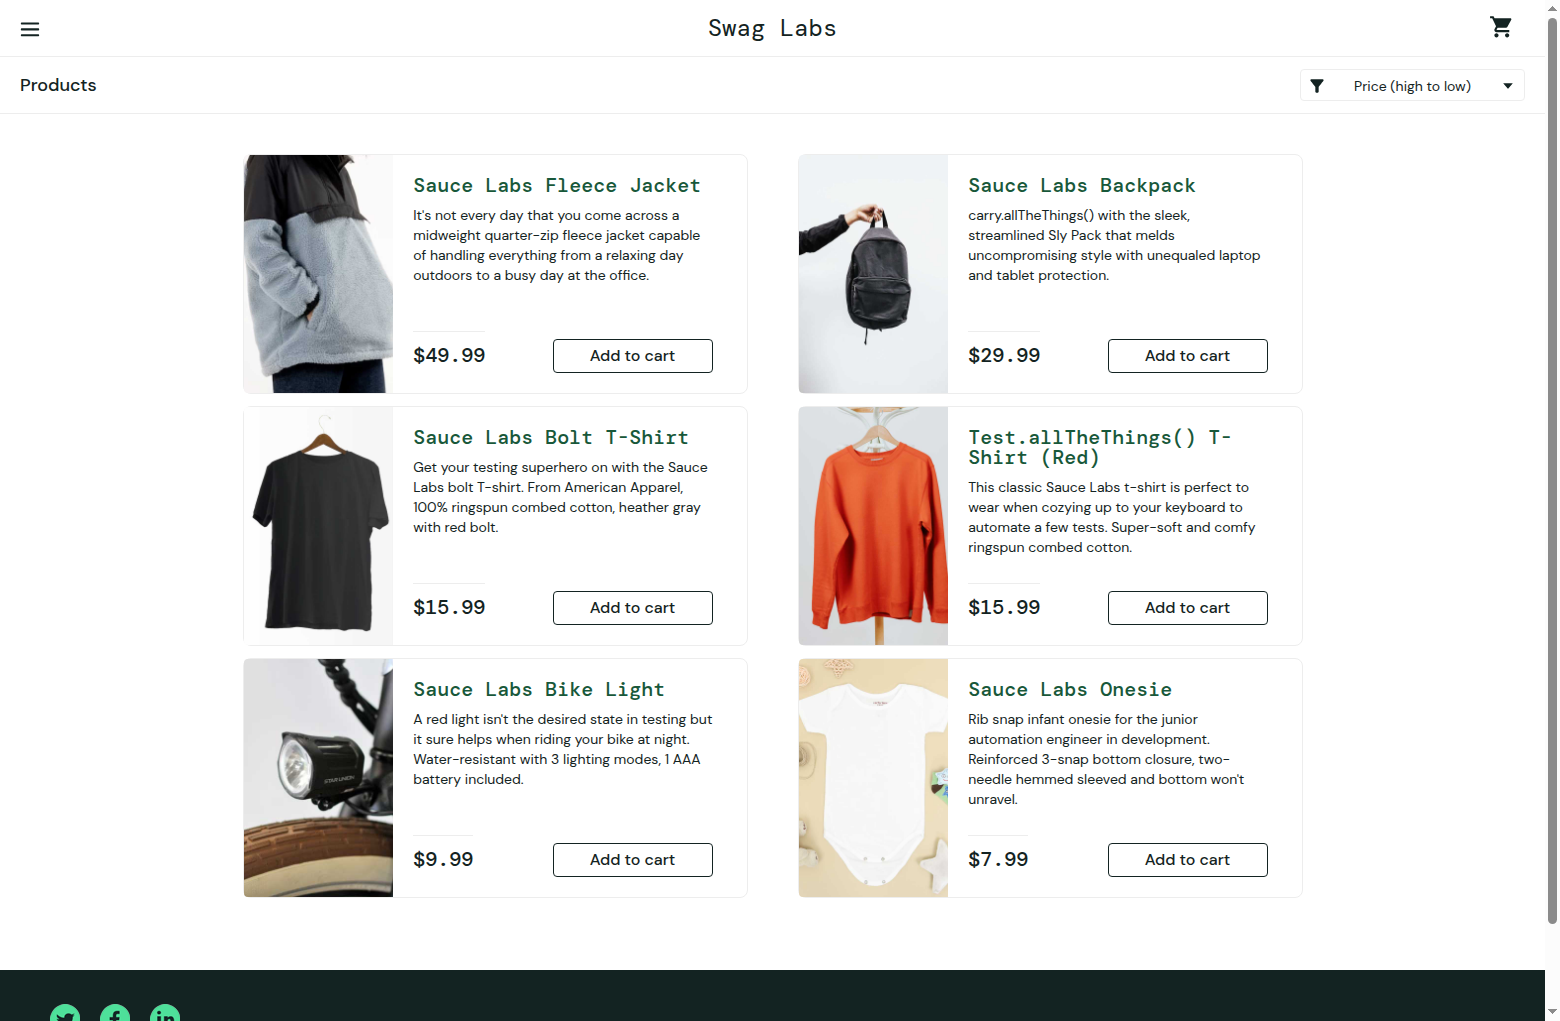 Swag Labs
Products
Price (high to low)
Sauce Labs Fleece Jacket
It's not every day that you come across a
midweight quarter-zip fleece jacket capable
of handling everything from a relaxing day
outdoors to a busy day at the office.
$49.99
Add to cart
Sauce Labs Backpack
carry.allTheThings() with the sleek,
streamlined Sly Pack that melds
uncompromising style with unequaled laptop
and tablet protection.
$29.99
Add to cart
Sauce Labs Bolt T-Shirt
Get your testing superhero on with the Sauce
Labs bolt T-shirt. From American Apparel,
100% ringspun combed cotton, heather gray
with red bolt.
$15.99
Add to cart
Test.allTheThings() T-
Shirt (Red)
This classic Sauce Labs t-shirt is perfect to
wear when cozying up to your keyboard to
automate a few tests. Super-soft and comfy
ringspun combed cotton.
$15.99
Add to cart
STAR UNION
Sauce Labs Bike Light
A red light isn't the desired state in testing but
it sure helps when riding your bike at night.
Water-resistant with 3 lighting modes, 1 AAA
battery included.
$9.99
Add to cart
Sauce Labs Onesie
Rib snap infant onesie for the junior
automation engineer in development.
Reinforced 3-snap bottom closure, two-
needle hemmed sleeved and bottom won't
unravel.
$7.99
Add to cart